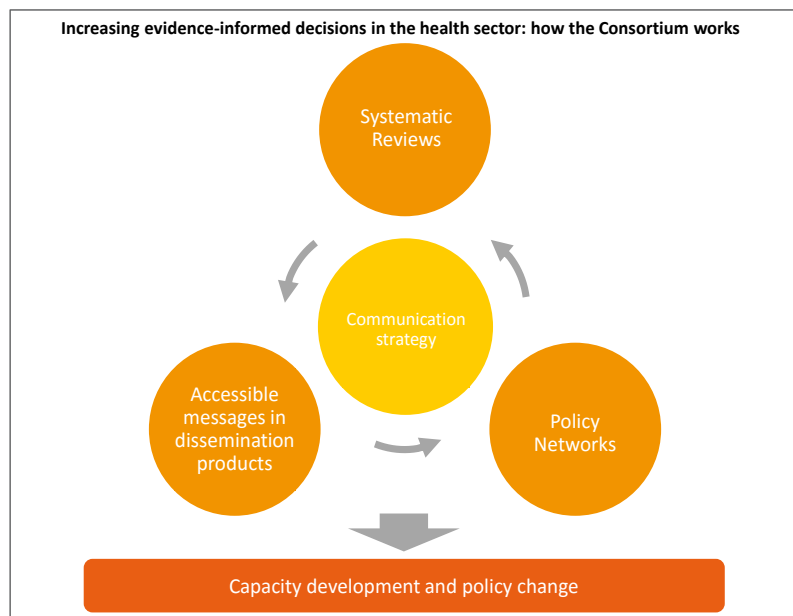 Increasing evidence-informed decisions in the health sector: how the Consortium works
Systematic
Reviews
Communication
strategy
Accessible
messages in
dissemination
products
Policy
Networks
Capacity development and policy change